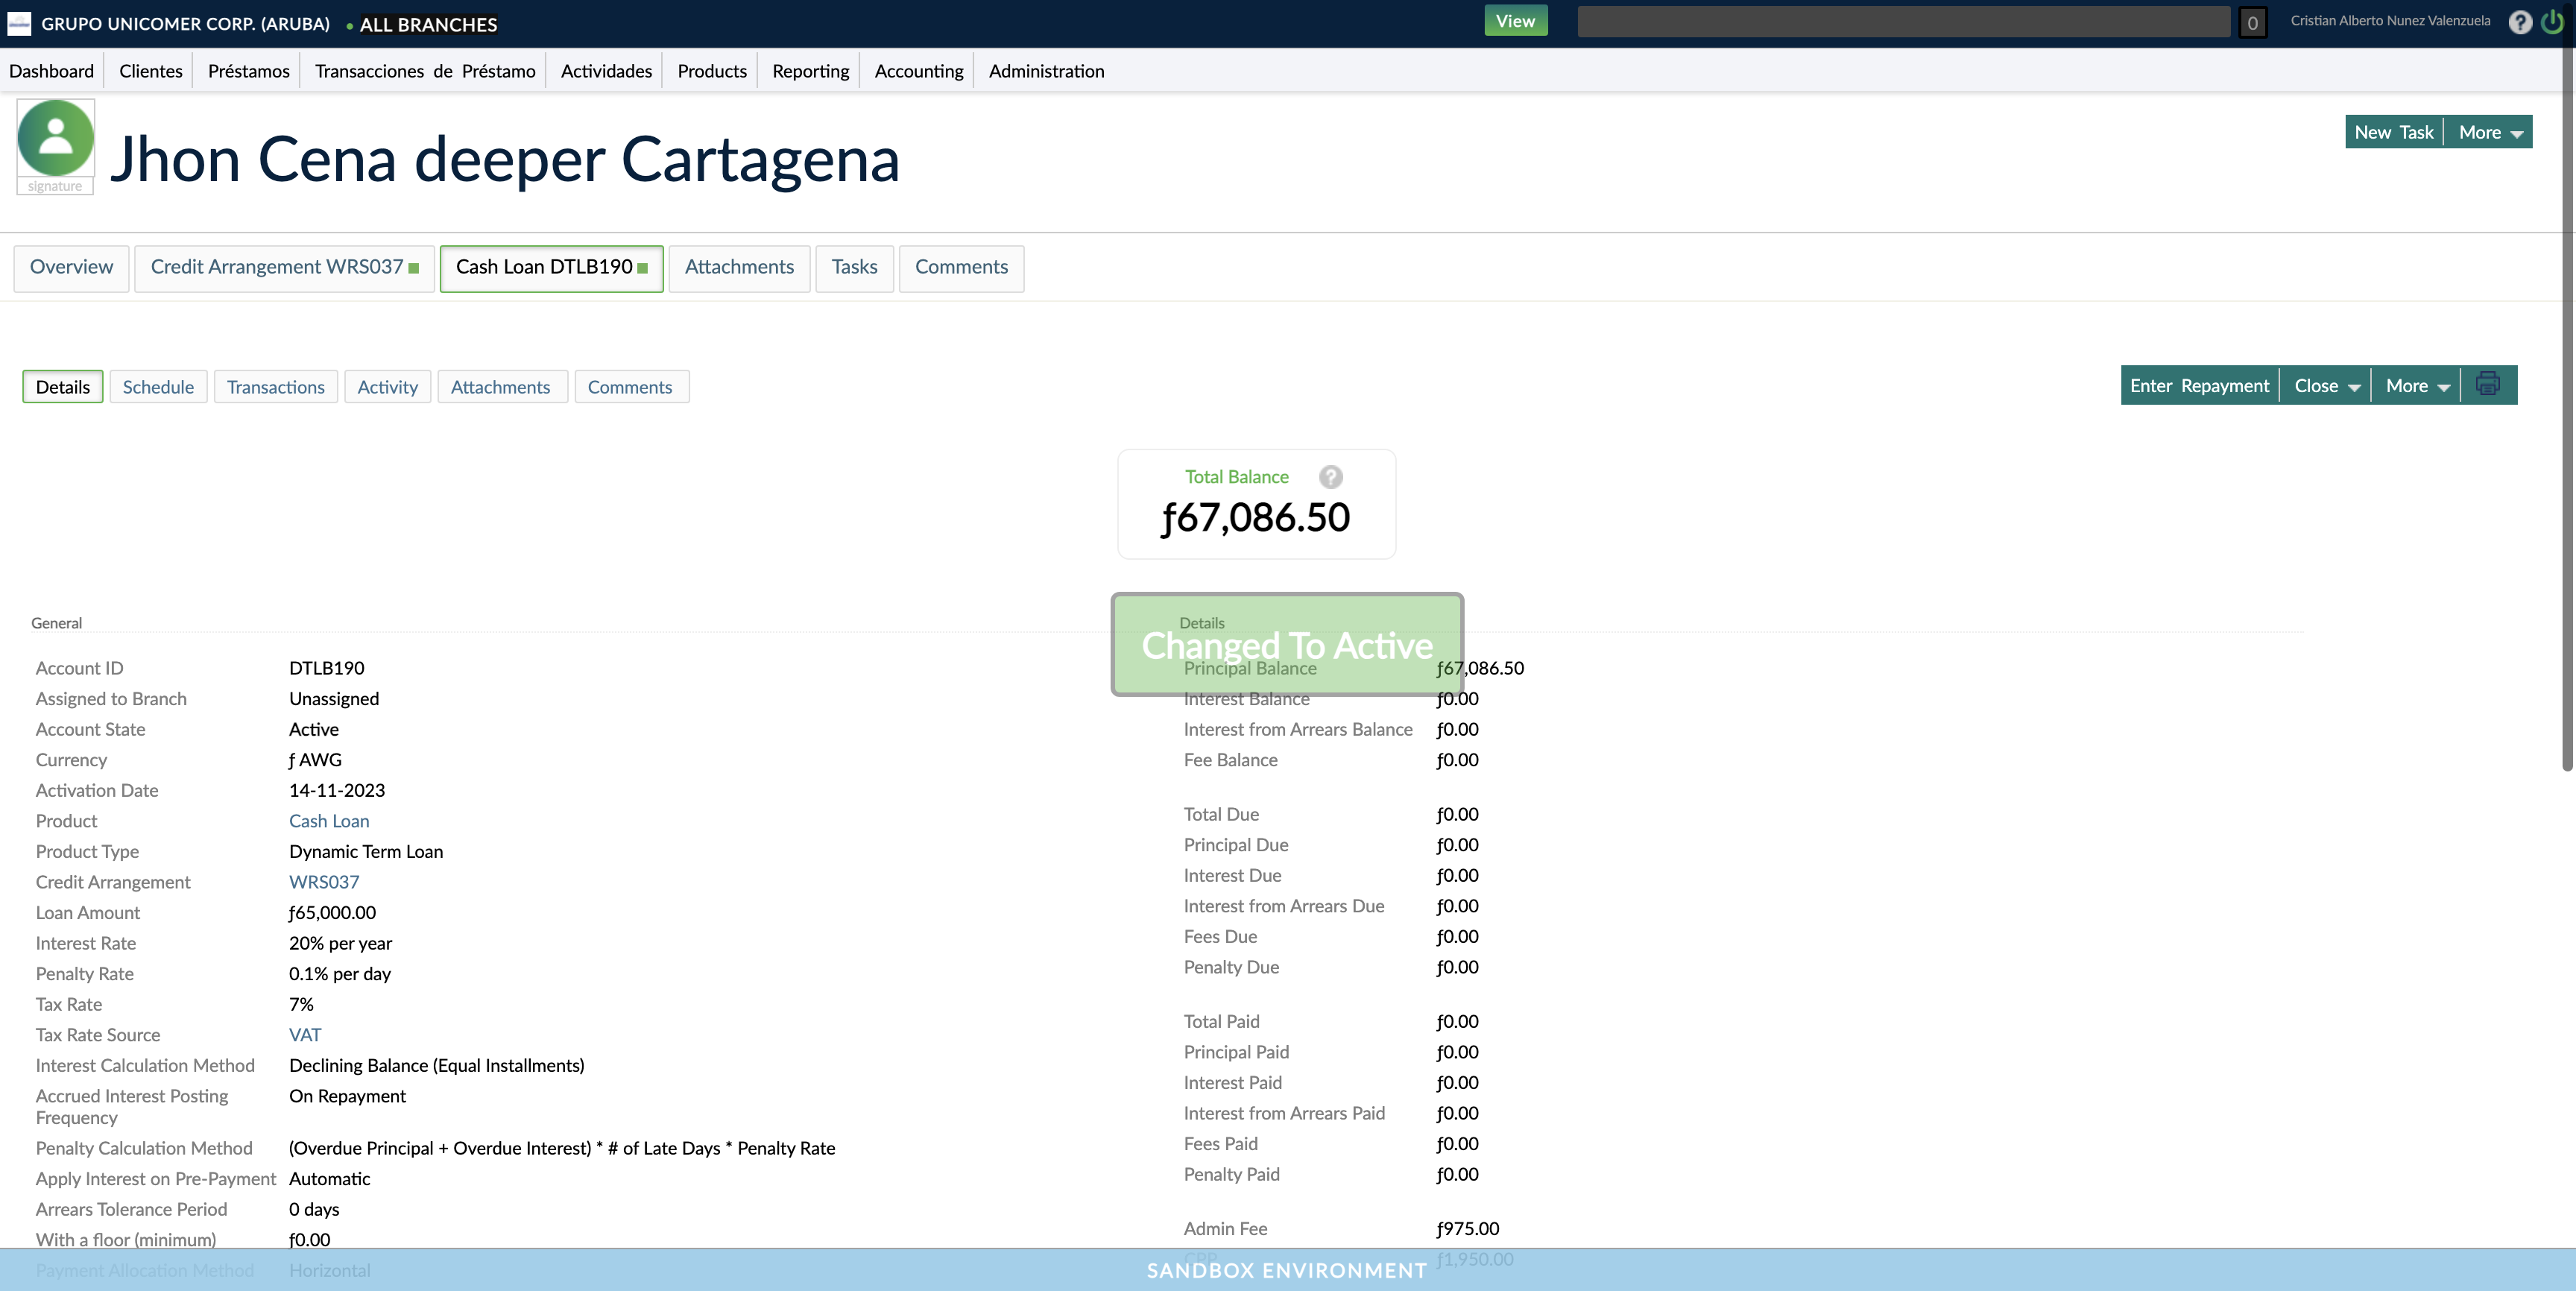 GRUPO UNICOMER CORP. (ARUBA) • ALL BRANCHES View 0 Cristian Alberto Nunez Valenzuela ?
Dashboard Clientes Préstamos Transacciones de Préstamo Actividades Products Reporting Accounting Administration
signature
Jhon Cena deeper Cartagena
New Task More
Overview Credit Arrangement WRS037 Cash Loan DTLB190 Attachments Tasks Comments
Details Schedule Transactions Activity Attachments Comments
Enter Repayment Close More
Total Balance ?
ƒ67,086.50
Changed To Active
General
Account ID DTLB190
Assigned to Branch Unassigned
Account State Active
Currency ƒ AWG
Activation Date 14-11-2023
Product Cash Loan
Product Type Dynamic Term Loan
Credit Arrangement WRS037
Loan Amount ƒ65,000.00
Interest Rate 20% per year
Penalty Rate 0.1% per day
Tax Rate 7%
Tax Rate Source VAT
Interest Calculation Method Declining Balance (Equal Installments)
Accrued Interest Posting
Frequency On Repayment
Penalty Calculation Method (Overdue Principal + Overdue Interest) * # of Late Days * Penalty Rate
Apply Interest on Pre-Payment Automatic
Arrears Tolerance Period 0 days
With a floor (minimum) ƒ0.00
Payment Allocation Method Horizontal
Details
Principal Balance ƒ67,086.50
Interest Balance ƒ0.00
Interest from Arrears Balance ƒ0.00
Fee Balance ƒ0.00
Total Due ƒ0.00
Principal Due ƒ0.00
Interest Due ƒ0.00
Interest from Arrears Due ƒ0.00
Fees Due ƒ0.00
Penalty Due ƒ0.00
Total Paid ƒ0.00
Principal Paid ƒ0.00
Interest Paid ƒ0.00
Interest from Arrears Paid ƒ0.00
Fees Paid ƒ0.00
Penalty Paid ƒ0.00
Admin Fee ƒ975.00
ƒ1,950.00
SANDBOX ENVIRONMENT